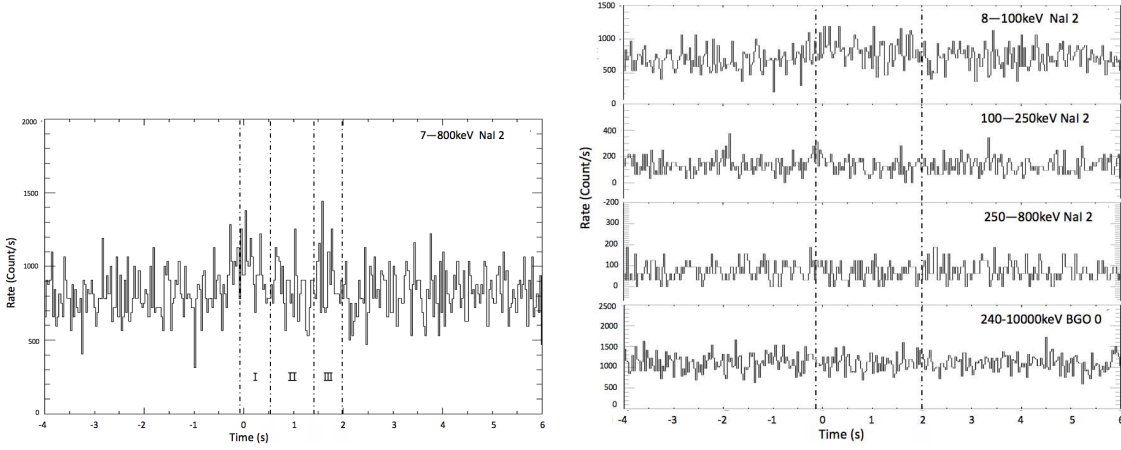 2000
7—800keV NaI 2
1500
1000
500
0
Rate (Count/s)
I II III
-4 -3 -2 -1 0 1 2 3 4 5 6
Time (s)
1500
8—100keV NaI 2
1000
500
0
100—250keV NaI 2
400
200
0
-200
250—800keV NaI 2
300
200
100
0
2500
240-10000keV BGO 0
2000
1500
1000
500
0
Rate (Count/s)
-4 -3 -2 -1 0 1 2 3 4 5 6
Time (s)